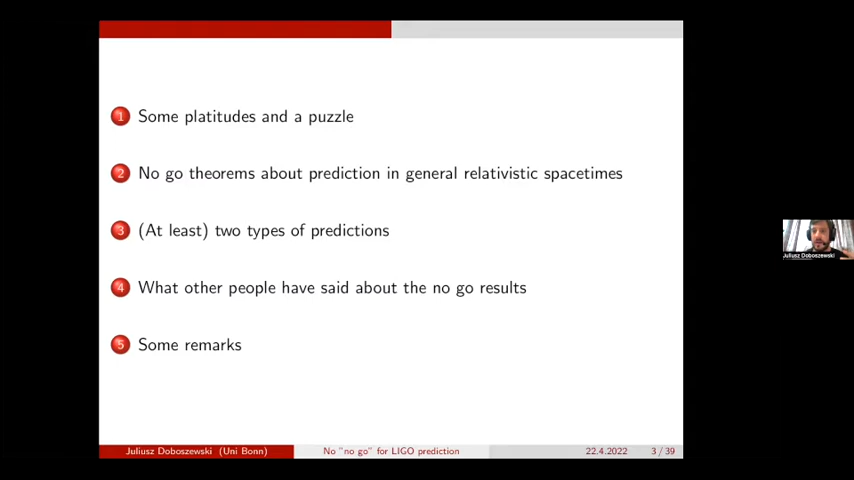 1 Some platitudes and a puzzle
2 No go theorems about prediction in general relativistic spacetimes
3 (At least) two types of predictions
4 What other people have said about the no go results
5 Some remarks
Juliusz Doboszewski
Juliusz Doboszewski (Uni Bonn) No "no go" for LIGO prediction 22.4.2022 3 / 39